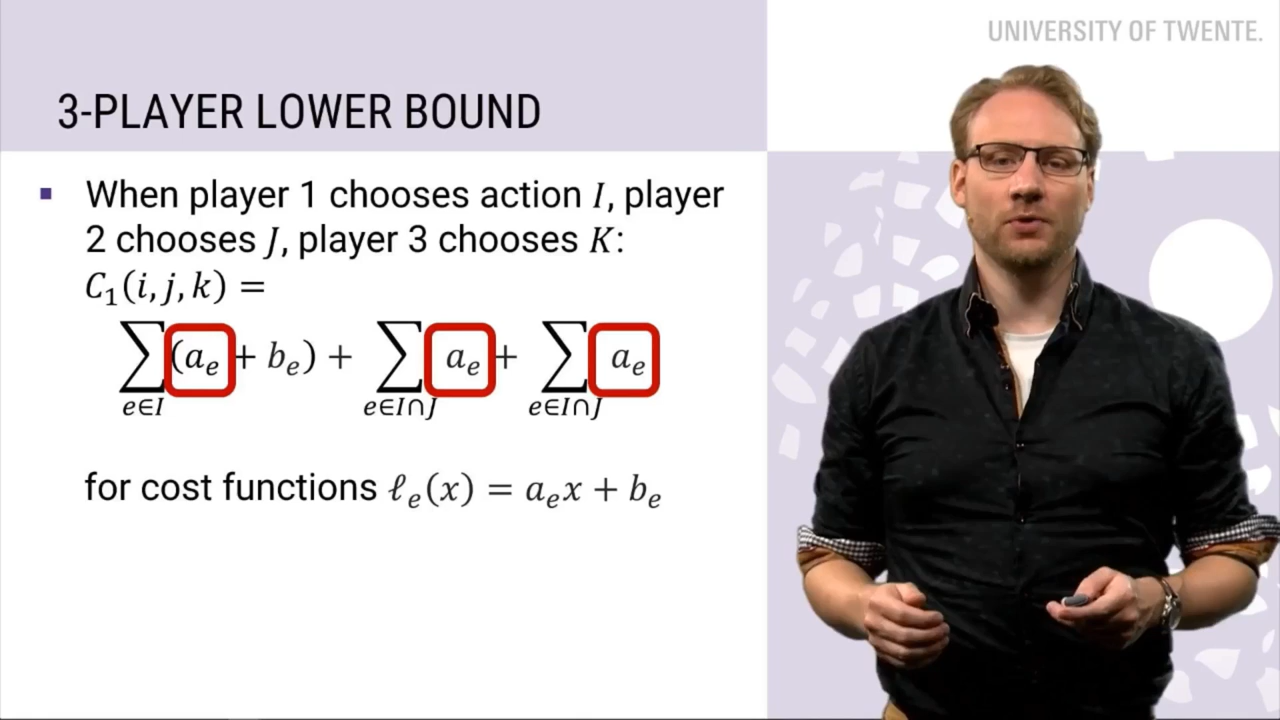 UNIVERSITY OF TWENTE.
3-PLAYER LOWER BOUND
▪ When player 1 chooses action I, player
2 chooses J, player 3 chooses K:
C₁(i, j, k) =
∑_{e∈I}(aₑ + bₑ) + ∑_{e∈I∩J} aₑ + ∑_{e∈I∩J} aₑ
for cost functions ℓₑ(x) = aₑx + bₑ